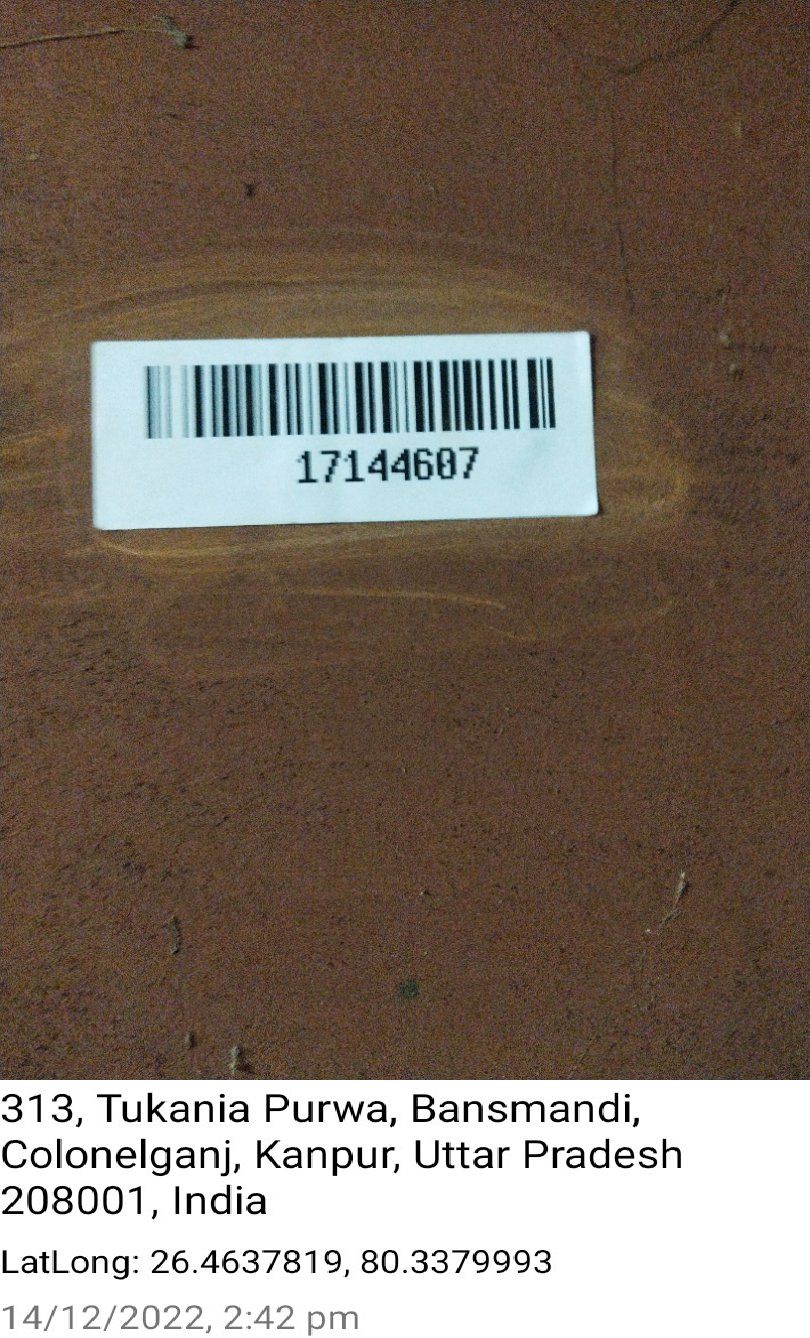 17144607
313, Tukania Purwa, Bansmandi,
Colonelganj, Kanpur, Uttar Pradesh
208001, India
LatLong: 26.4637819, 80.3379993
14/12/2022, 2:42 pm